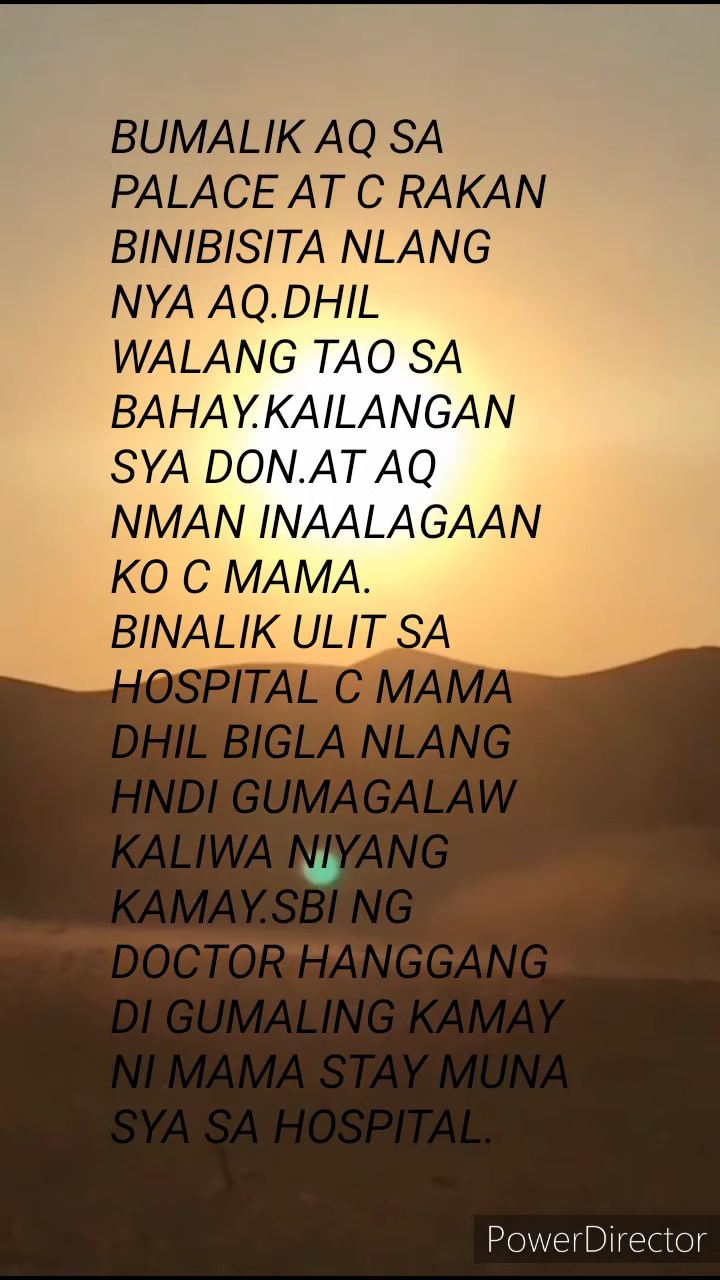 BUMALIK AQ SA
PALACE AT C RAKAN
BINIBISITA NLANG
NYA AQ.DHIL
WALANG TAO SA
BAHAY.KAILANGAN
SYA DON.AT AQ
NMAN INAALAGAAN
KO C MAMA.
BINALIK ULIT SA
HOSPITAL C MAMA
DHIL BIGLA NLANG
HNDI GUMAGALAW
KALIWA NIYANG
KAMAY.SBI NG
DOCTOR HANGGANG
DI GUMALING KAMAY
NI MAMA STAY MUNA
SYA SA HOSPITAL.
PowerDirector